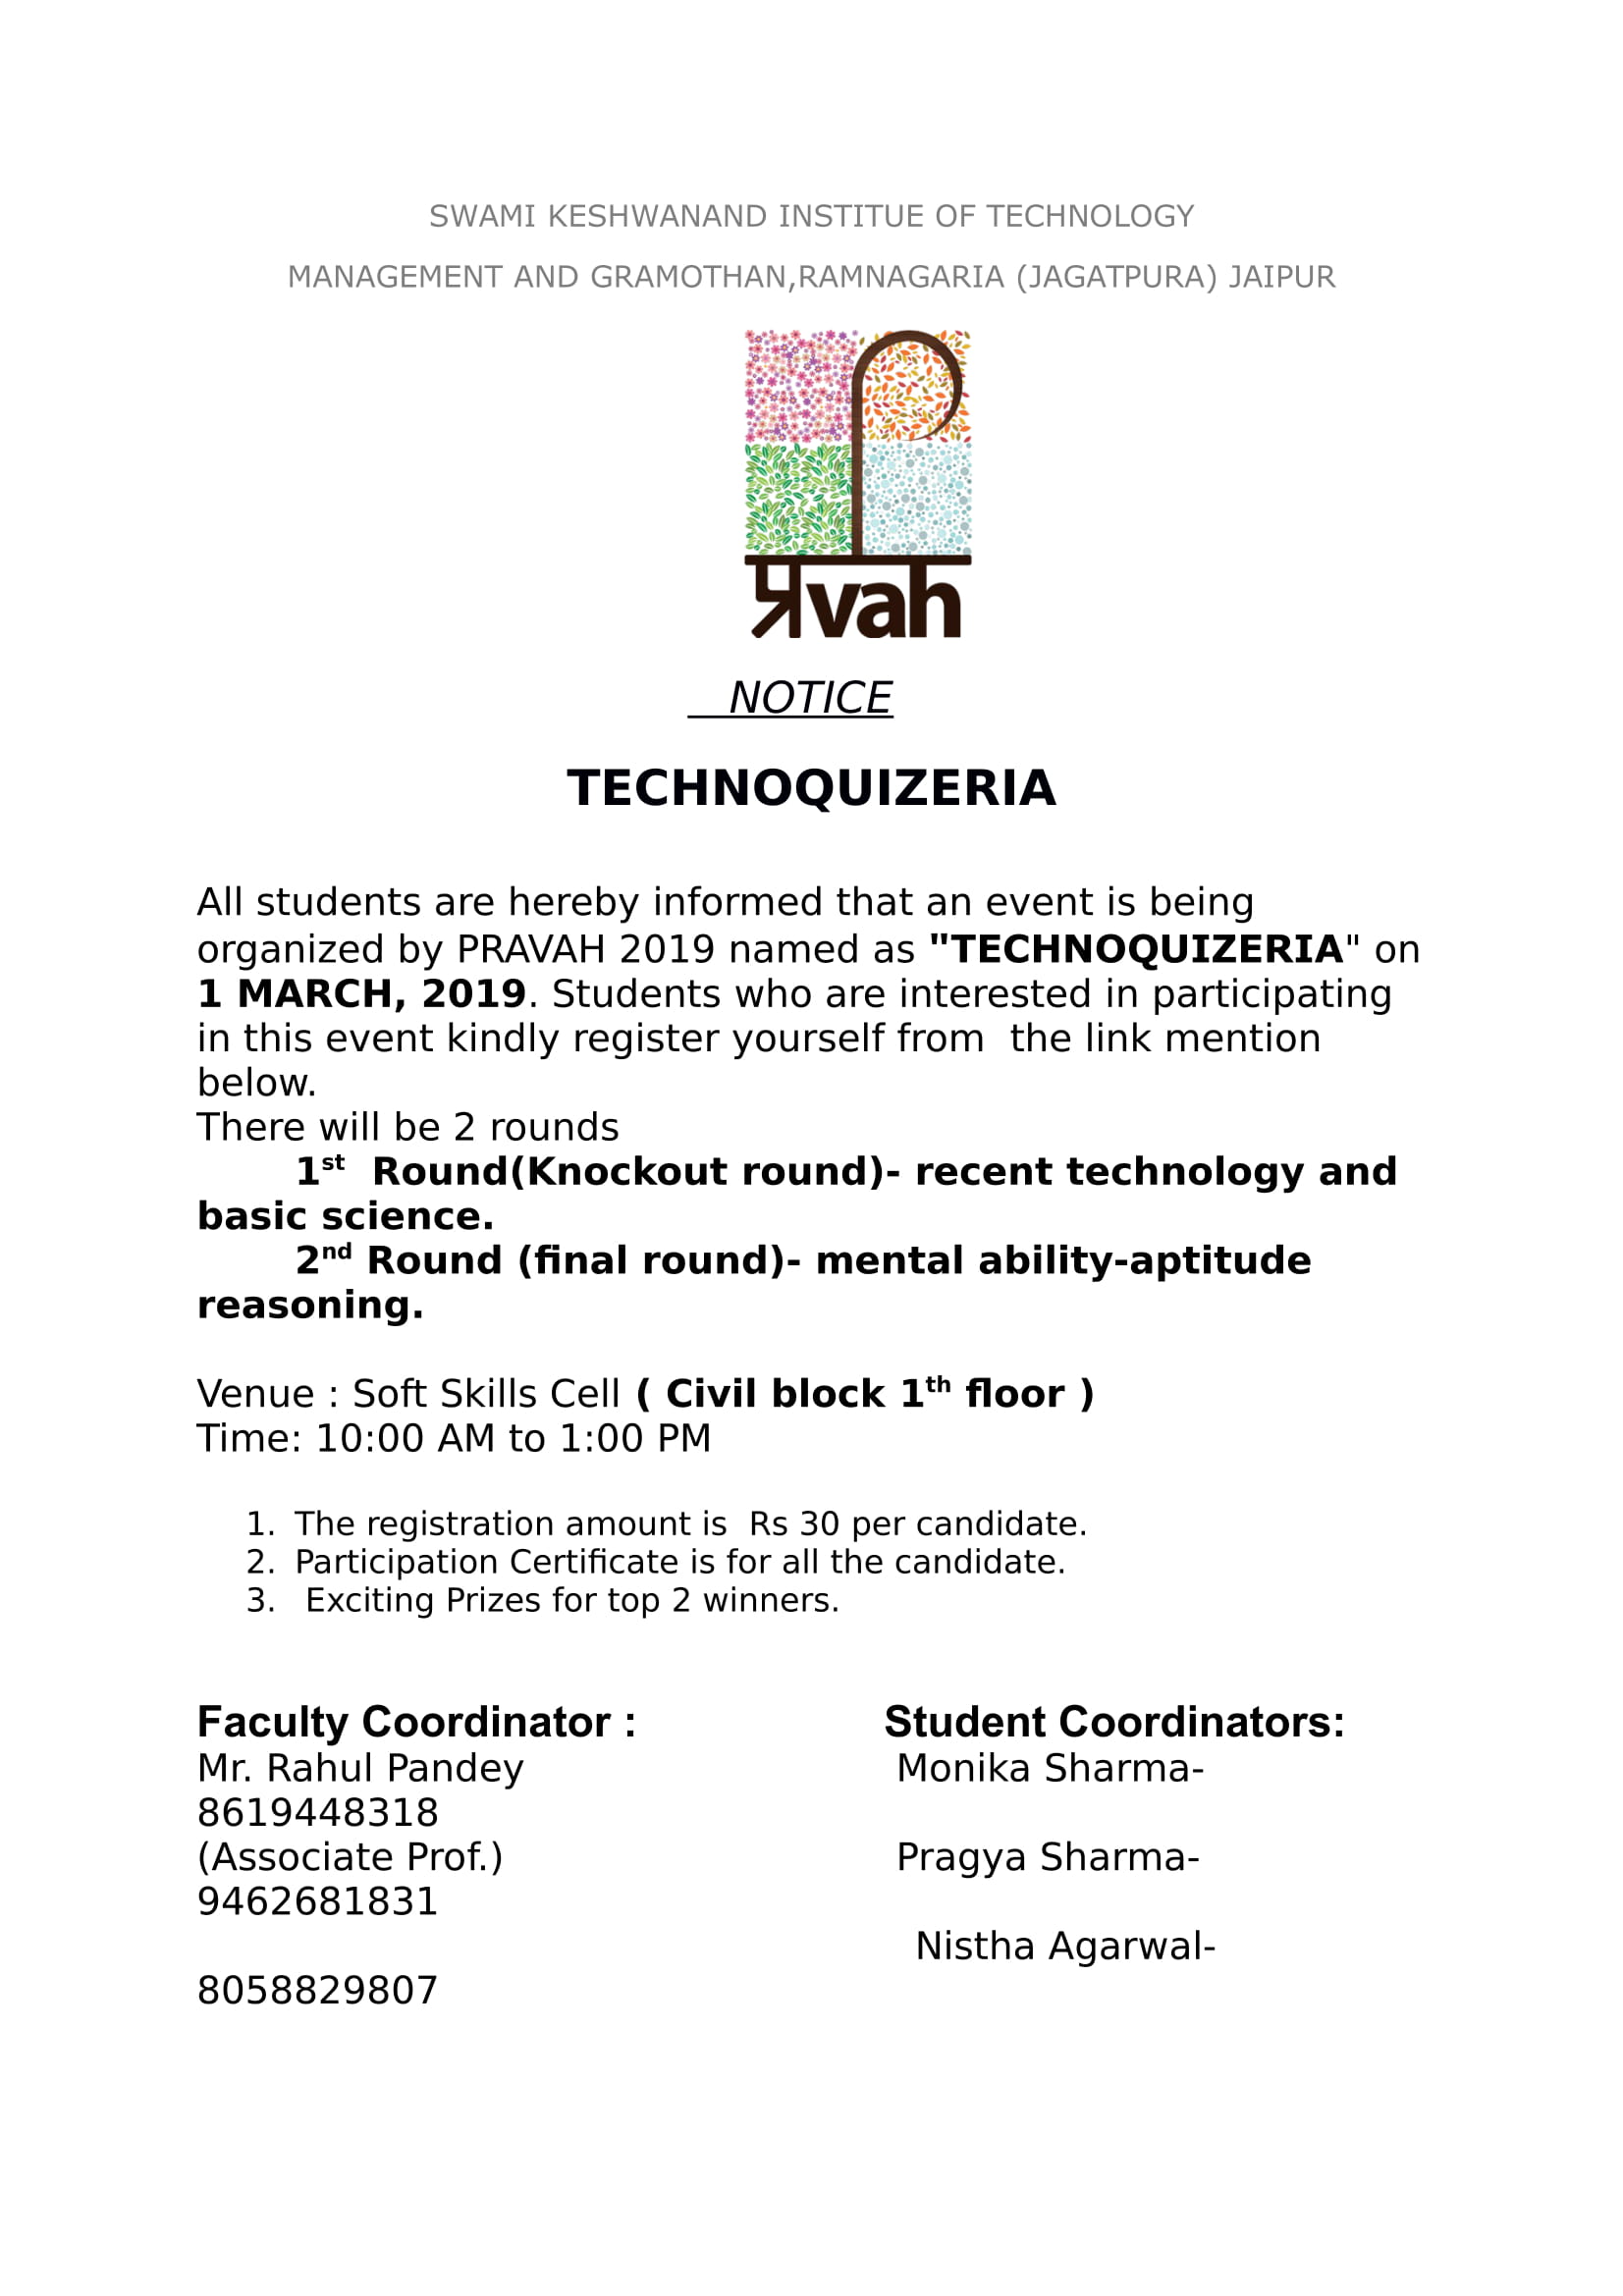 SWAMI KESHWANAND INSTITUE OF TECHNOLOGY
MANAGEMENT AND GRAMOTHAN,RAMNAGARIA (JAGATPURA) JAIPUR
प्रvah
NOTICE
TECHNOQUIZERIA
All students are hereby informed that an event is being
organized by PRAVAH 2019 named as "TECHNOQUIZERIA" on
1 MARCH, 2019. Students who are interested in participating
in this event kindly register yourself from  the link mention
below.
There will be 2 rounds
1st  Round(Knockout round)- recent technology and
basic science.
2nd Round (final round)- mental ability-aptitude
reasoning.
Venue : Soft Skills Cell ( Civil block 1th floor )
Time: 10:00 AM to 1:00 PM
1. The registration amount is  Rs 30 per candidate.
2. Participation Certificate is for all the candidate.
3.  Exciting Prizes for top 2 winners.
Faculty Coordinator : Student Coordinators:
Mr. Rahul Pandey Monika Sharma-
8619448318
(Associate Prof.) Pragya Sharma-
9462681831
Nistha Agarwal-
8058829807